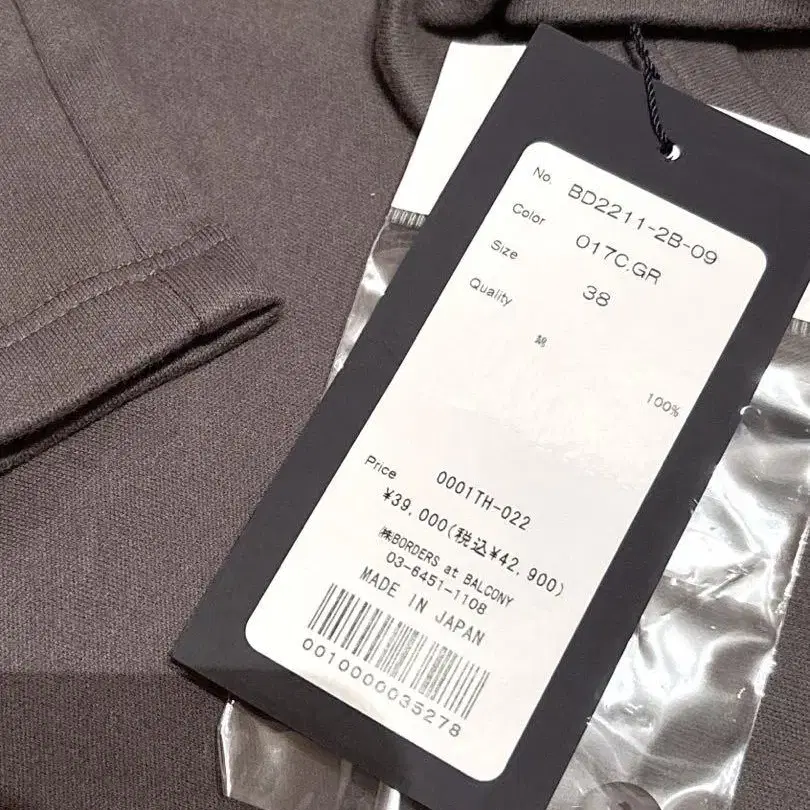 No. BD2211-2B-09
Color 017C.GR
Size 38
Quality
綿
100%
Price 0001TH-022
¥39,000(税込¥42,900)
㈱BORDERS at BALCONY
03-6451-1108
MADE IN JAPAN
0010000035278